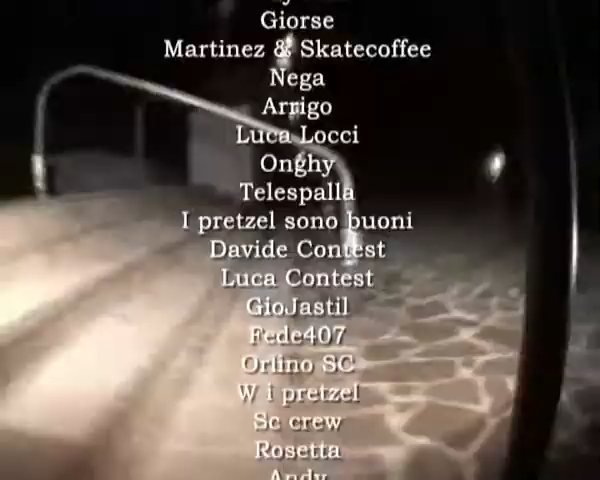 Giorse
Martinez & Skatecoffee
Nega
Arrigo
Luca Locci
Onghy
Telespalla
I pretzel sono buoni
Davide Contest
Luca Contest
GioJastil
Fede407
Orlino SC
W i pretzel
Sc crew
Rosetta
Andy